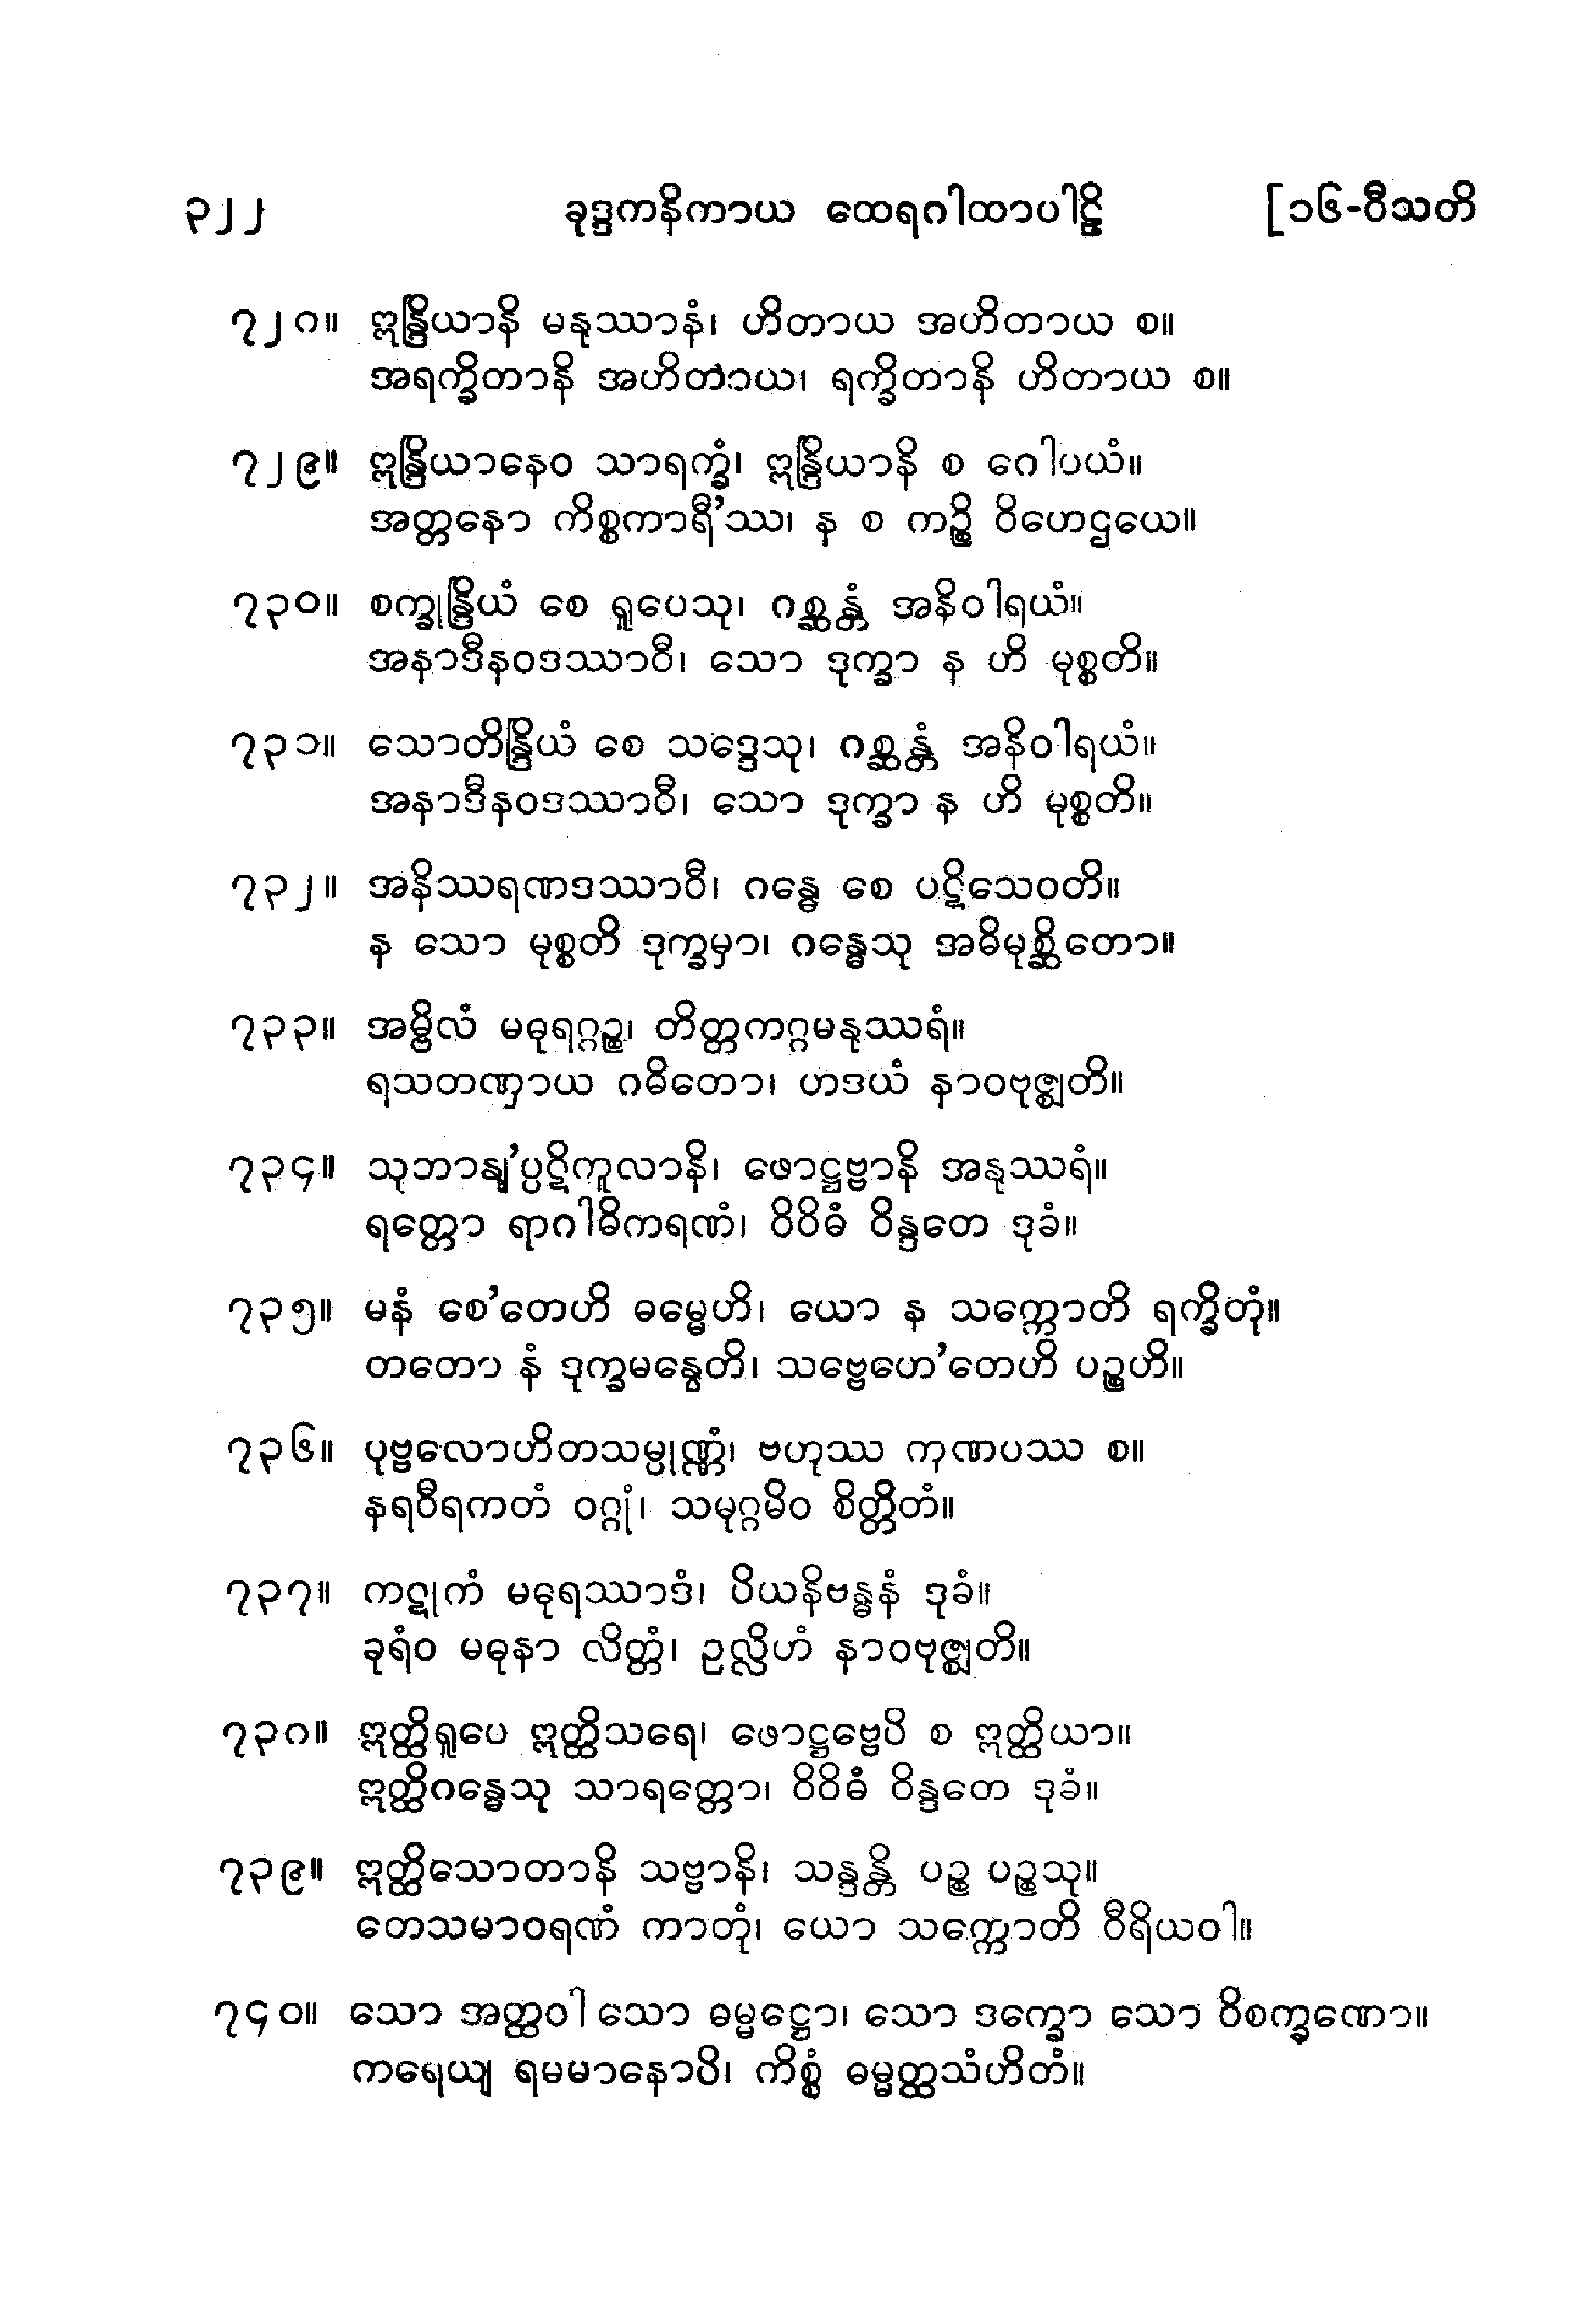 ၃၂၂ ခုဒ္ဒကနိကာယ ထေရဂါထာပါဠိ [၁၆-ဝီသတိ
၇၂၈။ ဣန္ဒြိယာနိ မနုဿာနံ၊ ဟိတာယ အဟိတာယ စ။
အရက္ခိတာနိ အဟိတာယ၊ ရက္ခိတာနိ ဟိတာယ စ။
၇၂၉။ ဣန္ဒြိယာနေဝ သာရက္ခံ၊ ဣန္ဒြိယာနိ စ ဂေါပယံ။
အတ္တနော ကိစ္စကာရီ’ဿ၊ န စ ကဉ္စိ ဝိဟေဌယေ။
၇၃၀။ စက္ခုန္ဒြိယံ စေ ရူပေသု၊ ဂစ္ဆန္တံ အနိဝါရယံ။
အနာဒီနဝဒဿာဝီ၊ သော ဒုက္ခာ န ဟိ မုစ္စတိ။
၇၃၁။ သောတိန္ဒြိယံ စေ သဒ္ဒေသု၊ ဂစ္ဆန္တံ အနိဝါရယံ။
အနာဒီနဝဒဿာဝီ၊ သော ဒုက္ခာ န ဟိ မုစ္စတိ။
၇၃၂။ အနိဿရဏဒဿာဝီ၊ ဂန္ဓေ စေ ပဋိသေဝတိ။
န သော မုစ္စတိ ဒုက္ခမှာ၊ ဂန္ဓေသု အဓိမုစ္ဆိတော။
၇၃၃။ အမ္ဗိလံ မဓုရဂ္ဂဉ္စ၊ တိတ္တကဂ္ဂမနုဿရံ။
ရသတဏှာယ ဂဓိတော၊ ဟဒယံ နာဝဗုဇ္ဈတိ။
၇၃၄။ သုဘာနျ’ပ္ပဋိကူလာနိ၊ ဖောဋ္ဌဗ္ဗာနိ အနုဿရံ။
ရတ္တော ရာဂါဓိကရဏံ၊ ဝိဝိဓံ ဝိန္ဒတေ ဒုခံ။
၇၃၅။ မနံ စေ’တေဟိ ဓမ္မေဟိ၊ ယော န သက္ကောတိ ရက္ခိတုံ။
တတော နံ ဒုက္ခမန္ဝေတိ၊ သဗ္ဗေဟေ’တေဟိ ပဉ္စဟိ။
၇၃၆။ ပုဗ္ဗလောဟိတသမ္ပုဏ္ဏံ၊ ဗဟုဿ ကုဏပဿ စ။
နရဝီရကတံ ဝဂ္ဂုံ၊ သမုဂ္ဂမိဝ စိတ္တိတံ။
၇၃၇။ ကဋုကံ မဓုရဿာဒံ၊ ပိယနိဗန္ဓနံ ဒုခံ။
ခုရံဝ မဓုနာ လိတ္တံ၊ ဥလ္လိဟံ နာဝဗုဇ္ဈတိ။
၇၃၈။ ဣတ္ထိရူပေ ဣတ္ထိသရေ၊ ဖောဋ္ဌဗ္ဗေပိ စ ဣတ္ထိယာ။
ဣတ္ထိဂန္ဓေသု သာရတ္တော၊ ဝိဝိဓံ ဝိန္ဒတေ ဒုခံ။
၇၃၉။ ဣတ္ထိသောတာနိ သဗ္ဗာနိ၊ သန္ဒန္တိ ပဉ္စ ပဉ္စသု။
တေသမာဝရဏံ ကာတုံ၊ ယော သက္ကောတိ ဝီရိယဝါ။
၇၄၀။ သော အတ္ထဝါ သော ဓမ္မဋ္ဌော၊ သော ဒက္ခော သော ဝိစက္ခဏော။
ကရေယျ ရမမာနောပိ၊ ကိစ္စံ ဓမ္မတ္ထသံဟိတံ။